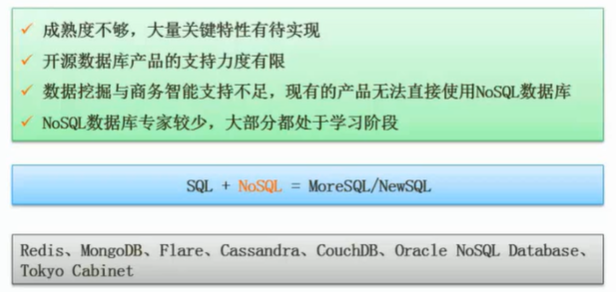 ✓ 成熟度不够，大量关键特性有待实现
✓ 开源数据库产品的支持力度有限
✓ 数据挖掘与商务智能支持不足，现有的产品无法直接使用NoSQL数据库
✓ NoSQL数据库专家较少，大部分都处于学习阶段
SQL + NoSQL = MoreSQL/NewSQL
Redis、MongoDB、Flare、Cassandra、CouchDB、Oracle NoSQL Database、
Tokyo Cabinet